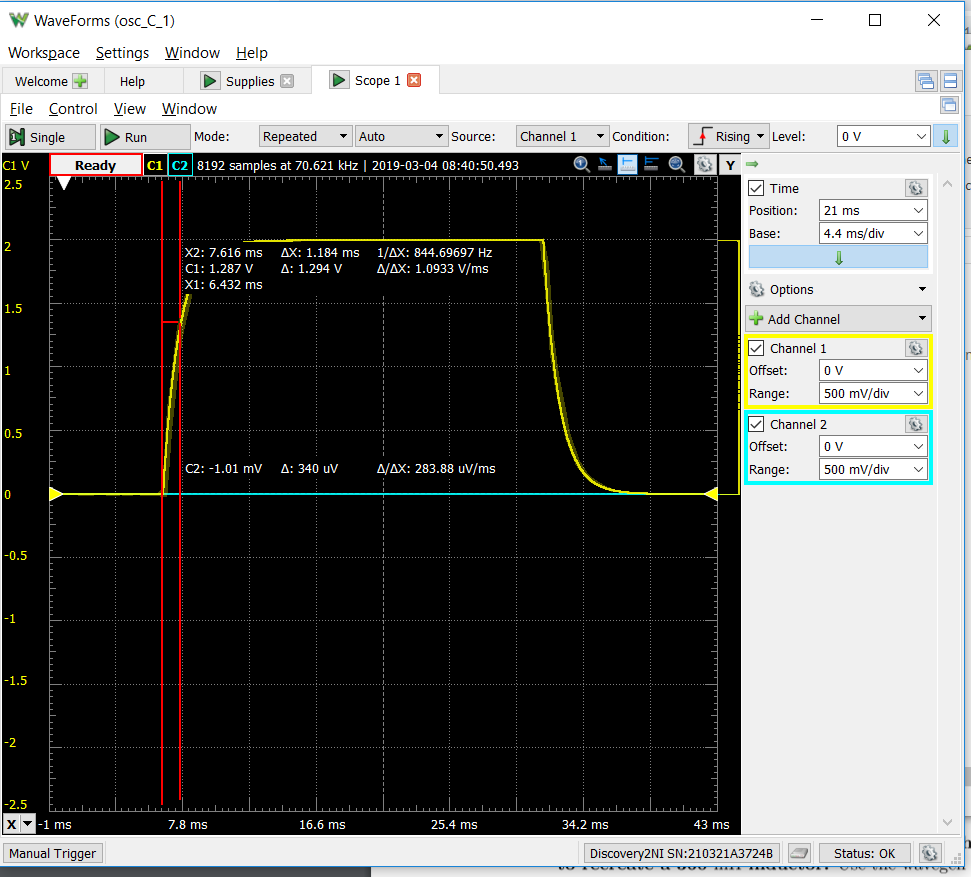 WaveForms (osc_C_1)
Workspace Settings Window Help
Welcome Help Supplies Scope 1
File Control View Window
Single Run Mode: Repeated Auto Source: Channel 1 Condition: Rising Level: 0 V
C1 V Ready C1 C2 8192 samples at 70.621 kHz | 2019-03-04 08:40:50.493 Y
2.5
2
1.5
1
0.5
0
-0.5
-1
-1.5
-2
-2.5
X2: 7.616 ms ΔX: 1.184 ms 1/ΔX: 844.69697 Hz
C1: 1.287 V Δ: 1.294 V Δ/ΔX: 1.0933 V/ms
X1: 6.432 ms
C2: -1.01 mV Δ: 340 uV Δ/ΔX: 283.88 uV/ms
X -1 ms 7.8 ms 16.6 ms 25.4 ms 34.2 ms 43 ms
Time
Position: 21 ms
Base: 4.4 ms/div
Options
Add Channel
Channel 1
Offset: 0 V
Range: 500 mV/div
Channel 2
Offset: 0 V
Range: 500 mV/div
Manual Trigger Discovery2NI SN:210321A3724B Status: OK